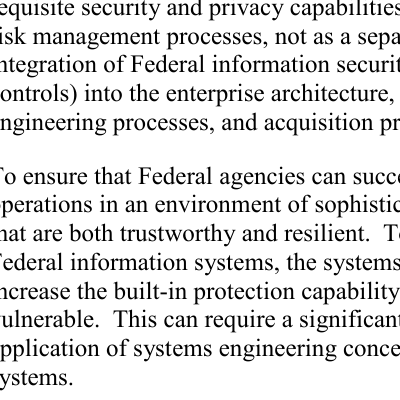 equisite security and privacy capabilities
isk management processes, not as a sepa
ntegration of Federal information securit
ontrols) into the enterprise architecture,
ngineering processes, and acquisition pr
To ensure that Federal agencies can succ
perations in an environment of sophistic
hat are both trustworthy and resilient. T
Federal information systems, the systems
ncrease the built-in protection capability
ulnerable. This can require a significant
pplication of systems engineering conce
ystems.